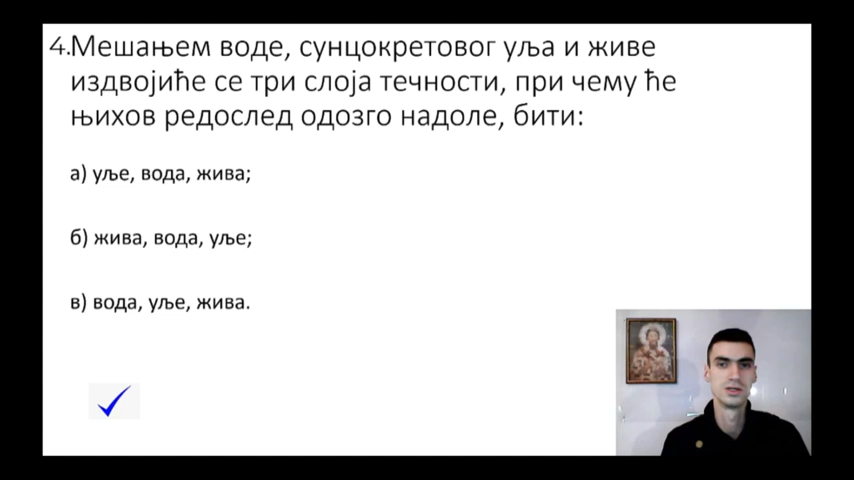 4.Мешањем воде, сунцокретовог уља и живе
издвојиће се три слоја течности, при чему ће
њихов редослед одозго надоле, бити:
а) уље, вода, жива;
б) жива, вода, уље;
в) вода, уље, жива.